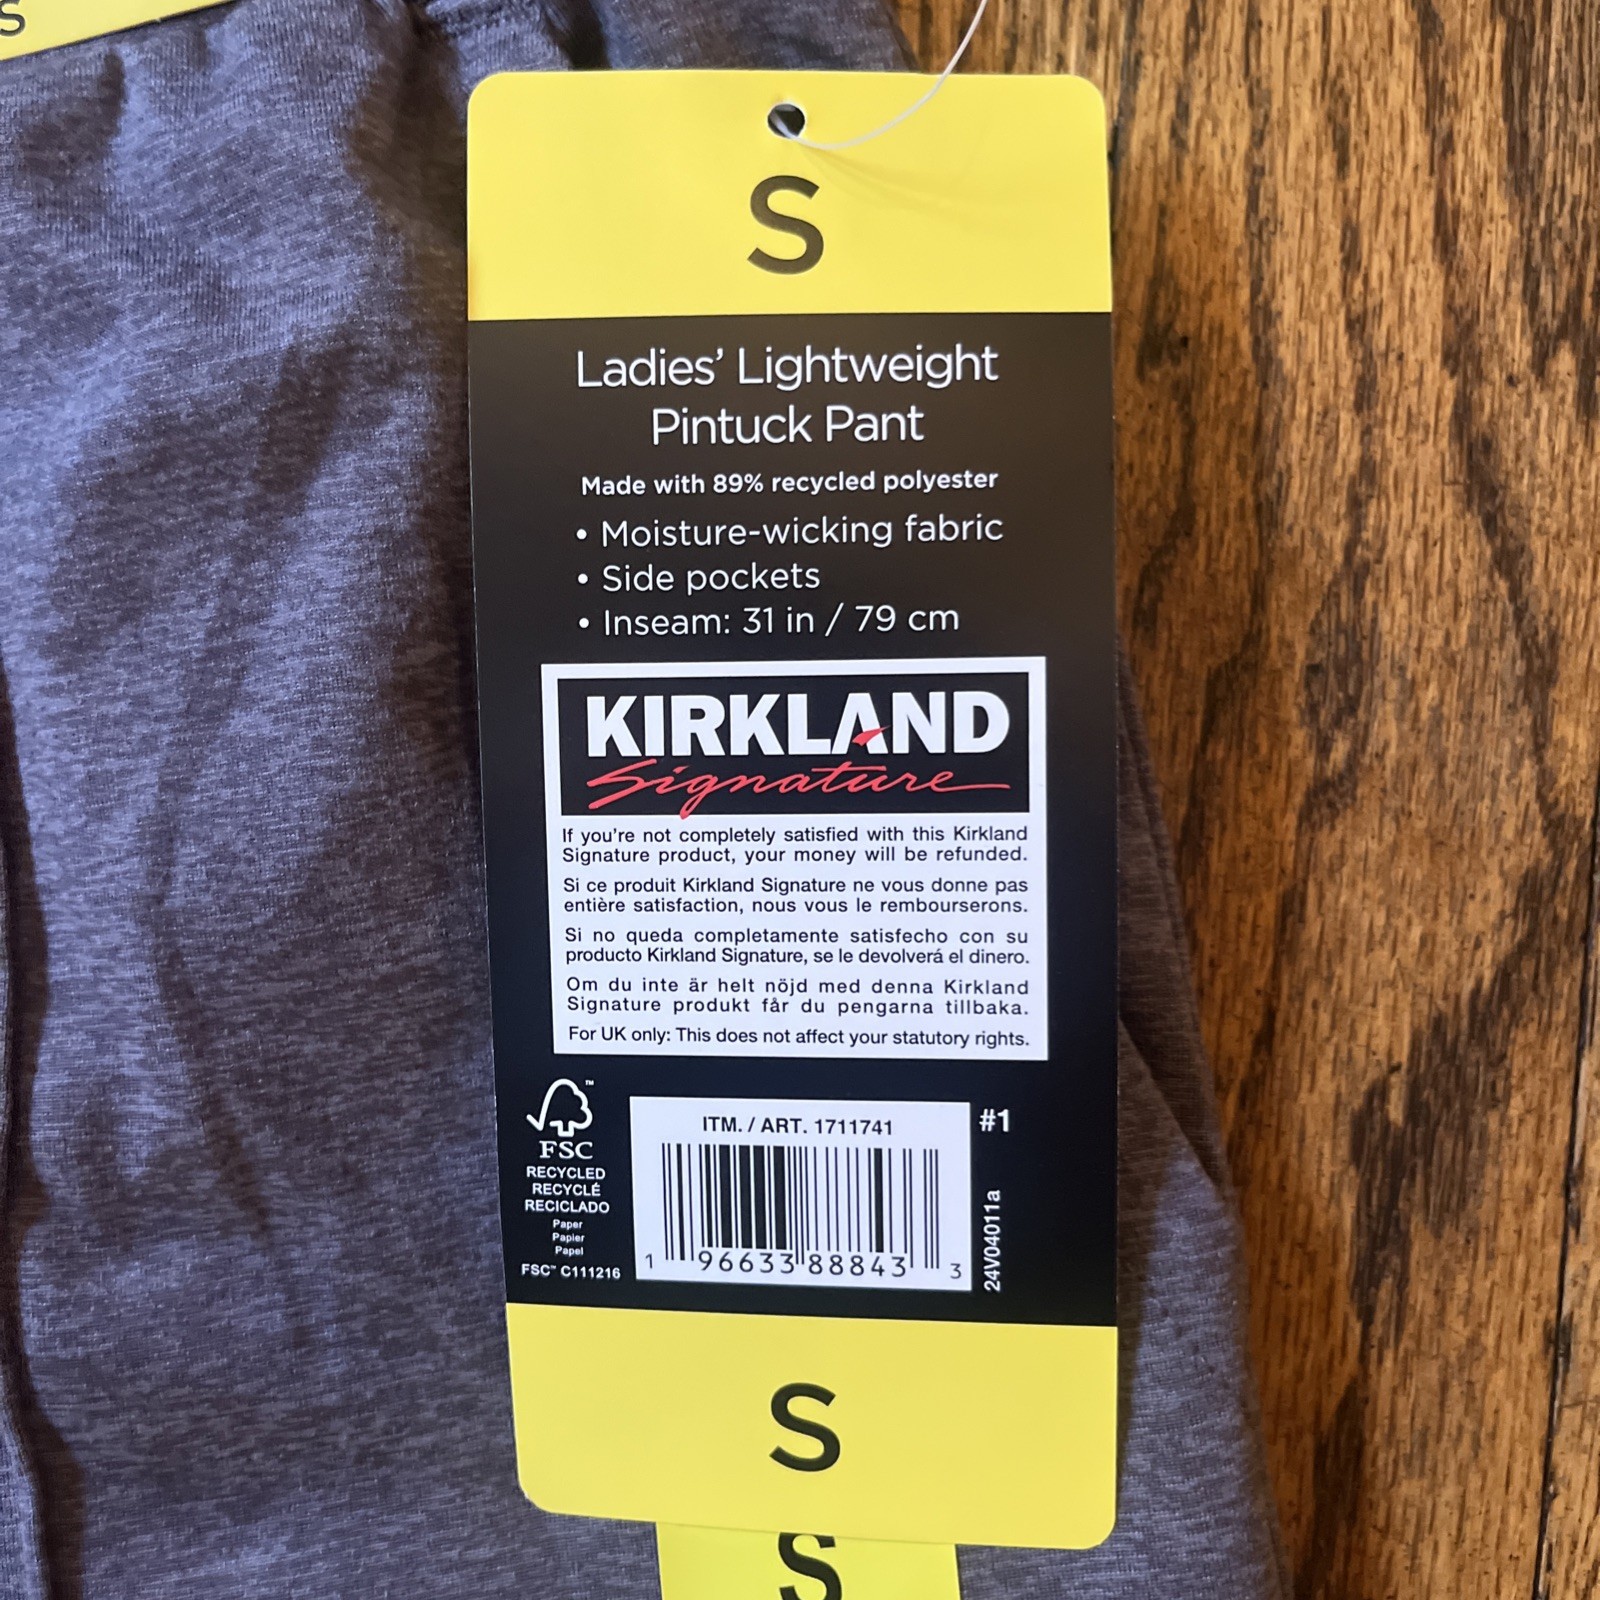 S
S
Ladies' Lightweight
Pintuck Pant
Made with 89% recycled polyester
• Moisture-wicking fabric
• Side pockets
• Inseam: 31 in / 79 cm
KIRKLAND
Signature
If you're not completely satisfied with this Kirkland
Signature product, your money will be refunded.
Si ce produit Kirkland Signature ne vous donne pas
entière satisfaction, nous vous le rembourserons.
Si no queda completamente satisfecho con su
producto Kirkland Signature, se le devolverá el dinero.
Om du inte är helt nöjd med denna Kirkland
Signature produkt får du pengarna tillbaka.
For UK only: This does not affect your statutory rights.
FSC
™
RECYCLED
RECYCLÉ
RECICLADO
Paper
Papier
Papel
FSC™ C111216
ITM. / ART. 1711741
1 96633 88843 3
#1
24V04011a
S
S